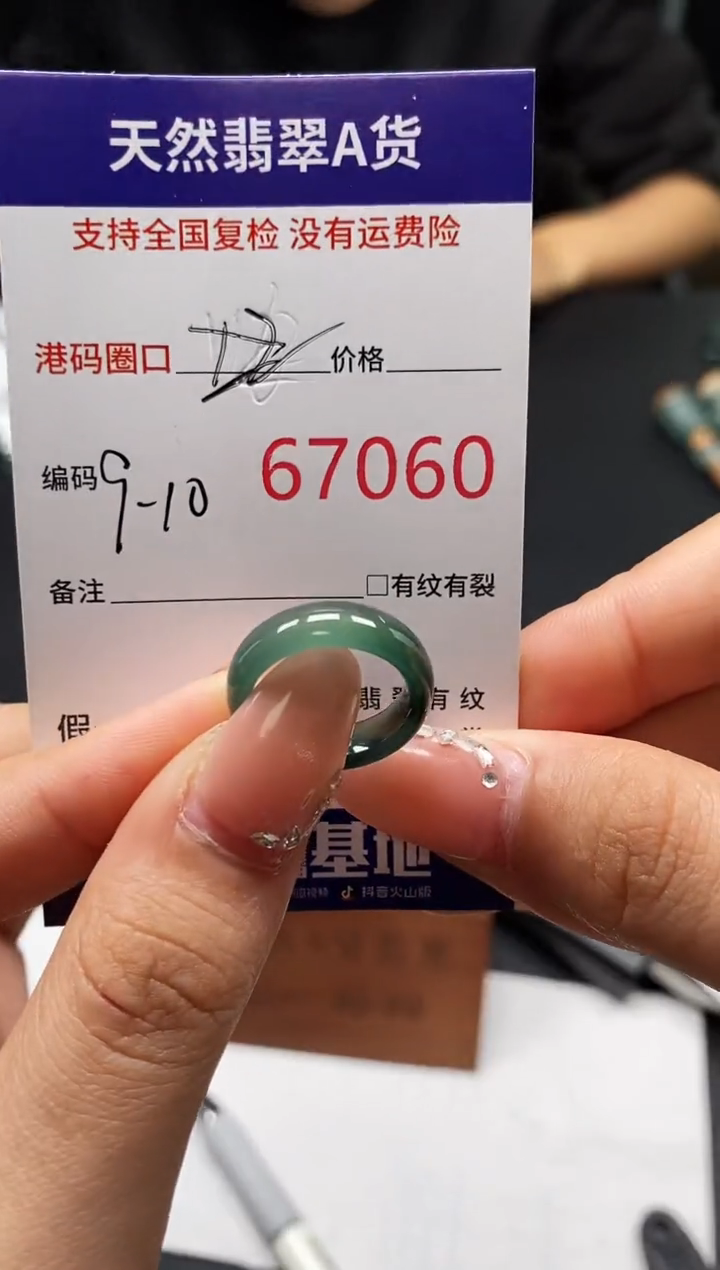 天然翡翠A货
支持全国复检 没有运费险
港码圈口 价格
编码 9-10 67060
备注 □有纹有裂
翡 有纹
假
基地
抖音火山版